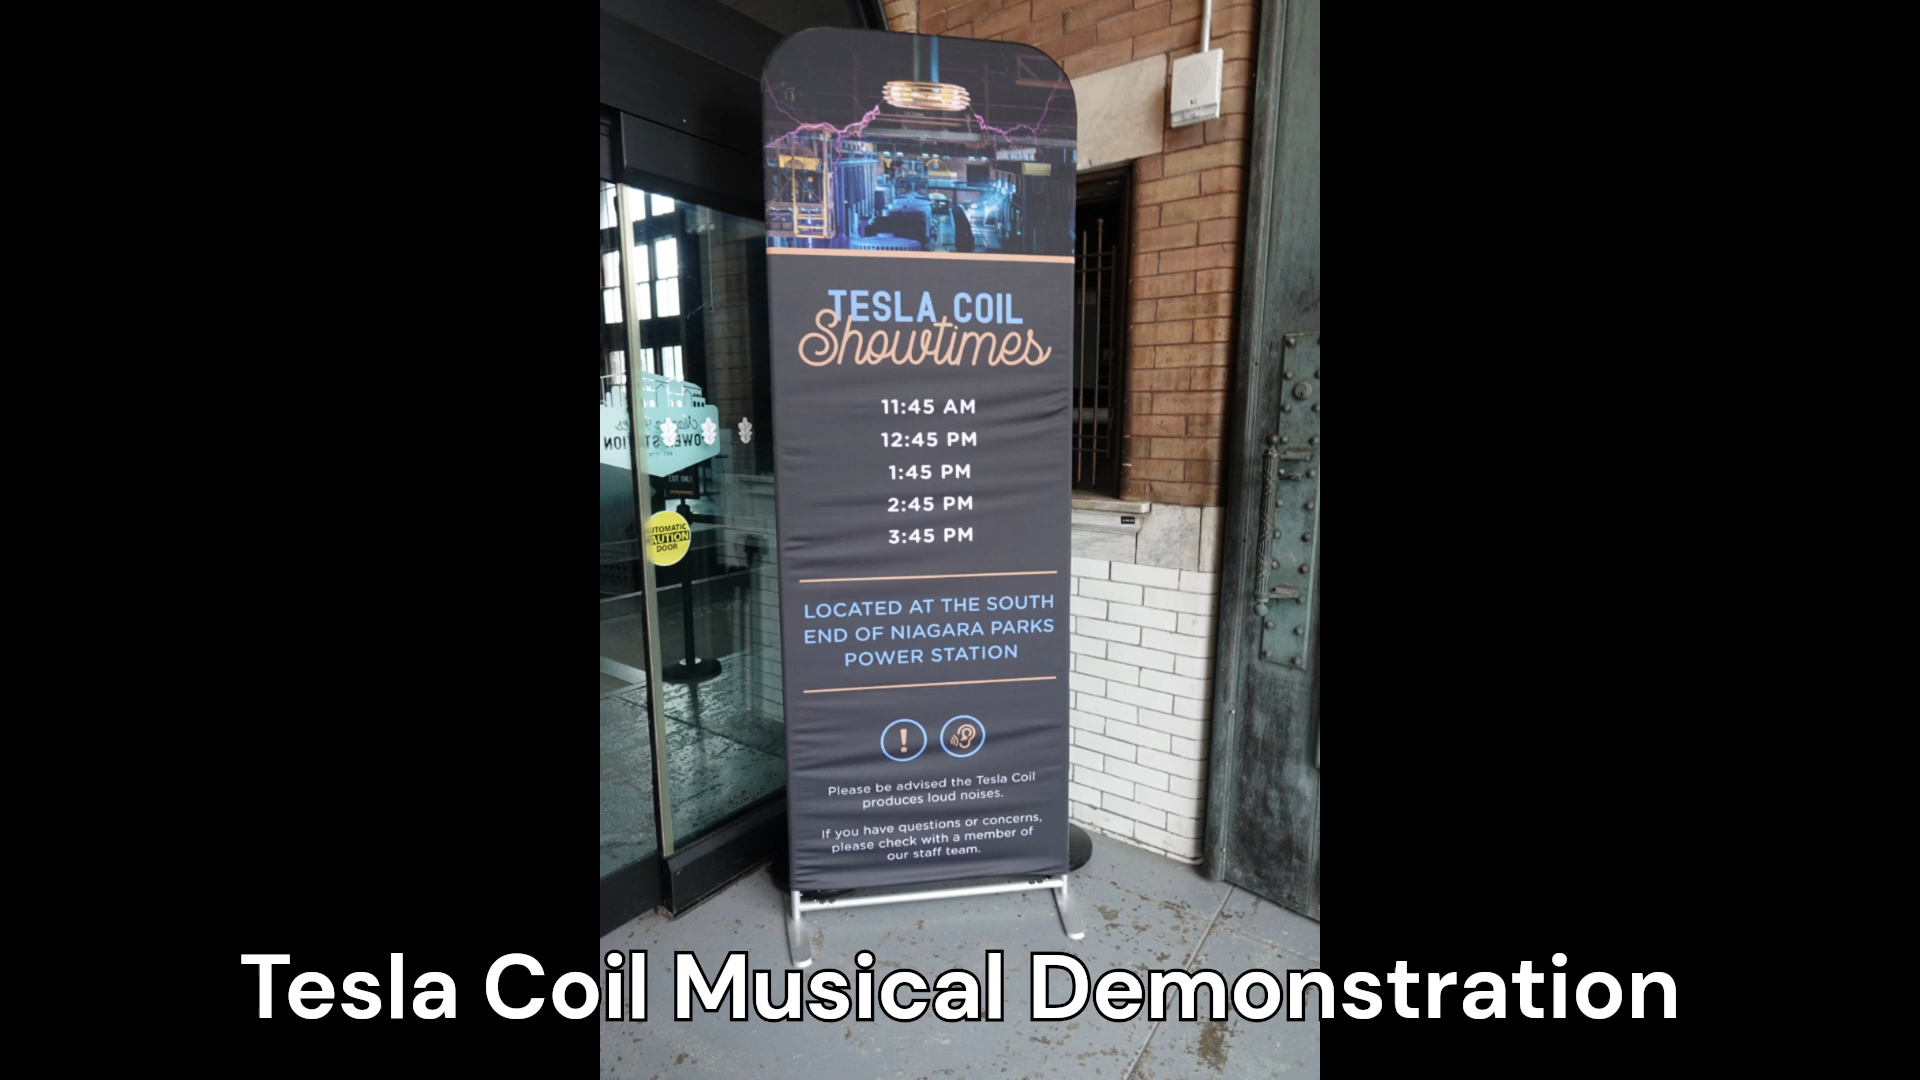 TESLA COIL
Showtimes
11:45 AM
12:45 PM
1:45 PM
2:45 PM
3:45 PM
LOCATED AT THE SOUTH
END OF NIAGARA PARKS
POWER STATION
Please be advised the Tesla Coil
produces loud noises.
If you have questions or concerns,
please check with a member of
our staff team.
EXIT ONLY
AUTOMATIC
CAUTION
DOOR
Tesla Coil Musical Demonstration